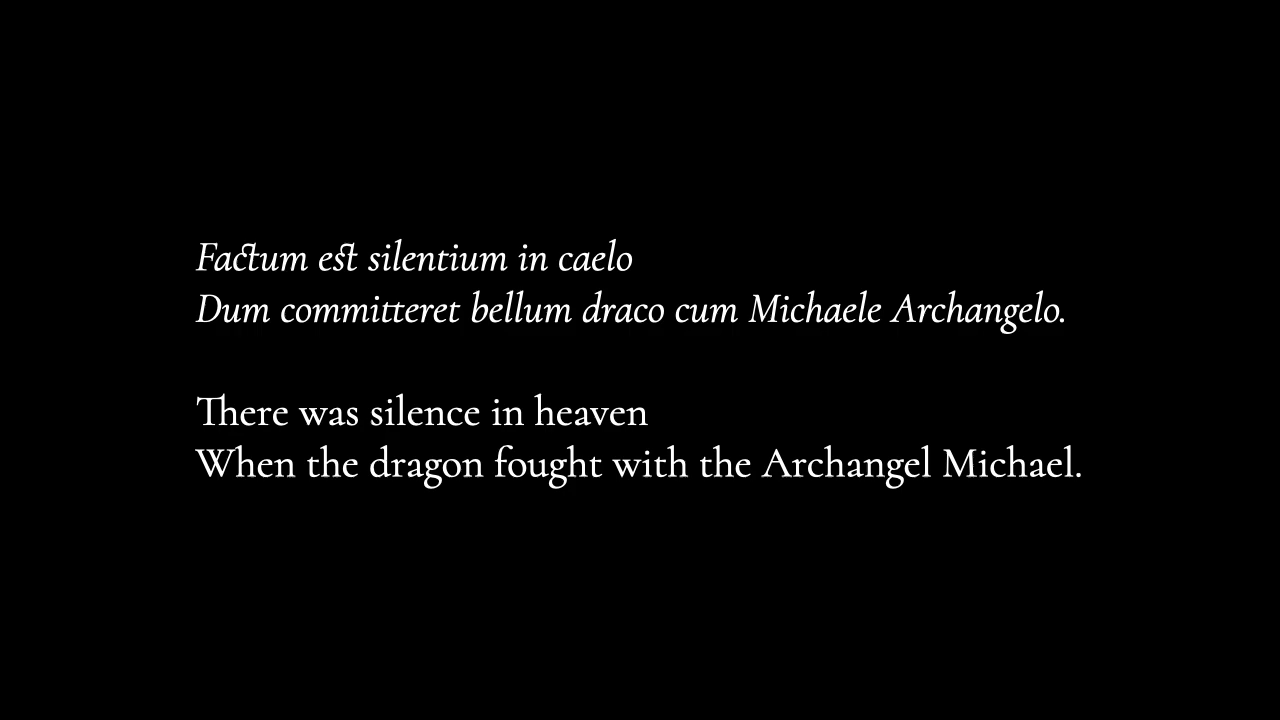 Factum est silentium in caelo
Dum committeret bellum draco cum Michaele Archangelo.
There was silence in heaven
When the dragon fought with the Archangel Michael.